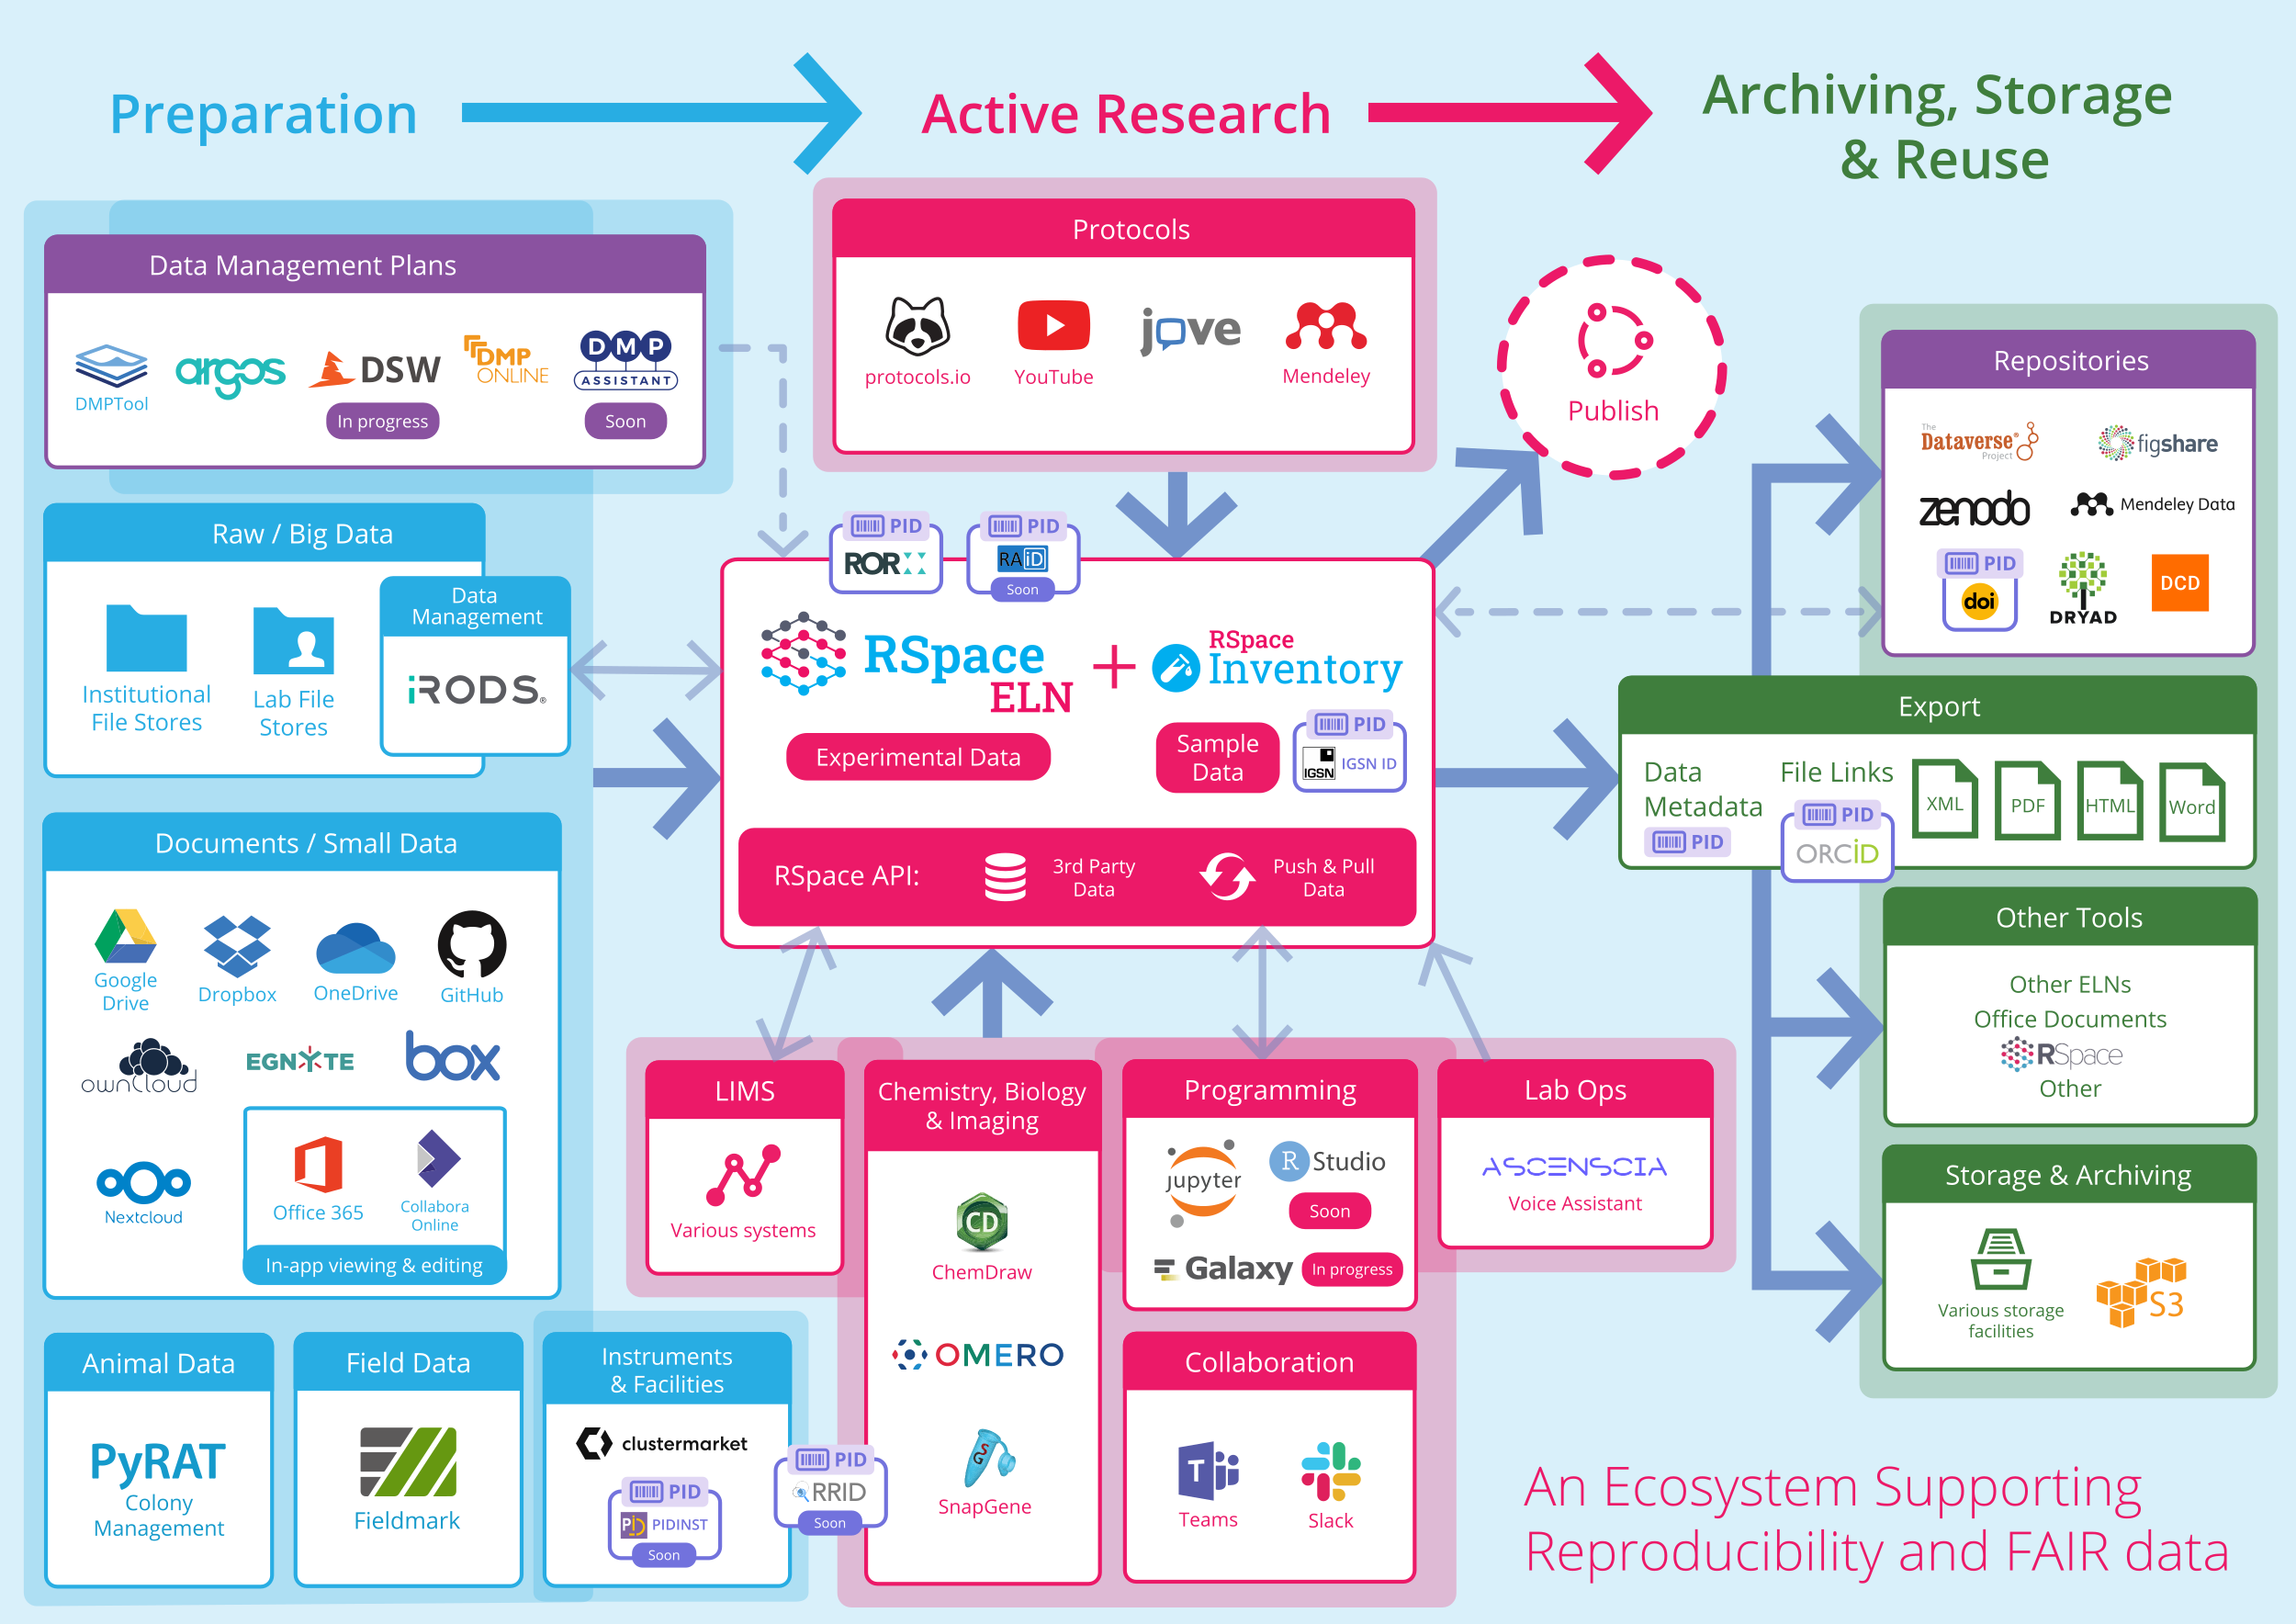 Preparation
Active Research
Archiving, Storage
& Reuse
Data Management Plans
DMPTool
argos
DSW
In progress
DMP
ONLINE
DMP
ASSISTANT
Soon
Raw / Big Data
Institutional
File Stores
Lab File
Stores
Data
Management
iRODS®
Documents / Small Data
Google
Drive
Dropbox
OneDrive
GitHub
ownCloud
EGNYTE
box
Nextcloud
Office 365
Collabora
Online
In-app viewing & editing
Animal Data
PyRAT
Colony
Management
Field Data
Fieldmark
Instruments
& Facilities
clustermarket
PID
PID PIDINST
Soon
PID
RRID
Soon
Protocols
protocols.io
YouTube
jove
Mendeley
Publish
PID
ROR
PID
RAiD
Soon
RSpace
ELN
+
RSpace
Inventory
Experimental Data
Sample
Data
PID
IGSN
IGSN ID
RSpace API:
3rd Party
Data
Push & Pull
Data
LIMS
Various systems
Chemistry, Biology
& Imaging
CD
ChemDraw
OMERO
SG
SnapGene
Programming
jupyter
R Studio
Soon
Galaxy
In progress
Lab Ops
ASCENSCIA
Voice Assistant
Collaboration
T
Teams
Slack
Repositories
The
Dataverse®
Project
figshare
zenodo
Mendeley Data
PID
doi
DRYAD
DCD
Export
Data
Metadata
PID
File Links
PID
ORCiD
XML
PDF
HTML
Word
Other Tools
Other ELNs
Office Documents
RSpace
Other
Storage & Archiving
Various storage
facilities
S3
An Ecosystem Supporting
Reproducibility and FAIR data